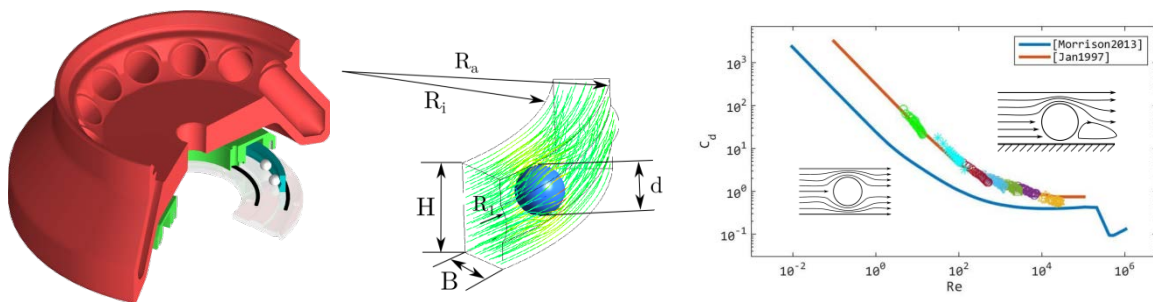 R_a
R_i
H
R_1
d
B
[Morrison2013]
[Jan1997]
C_d
10^3
10^2
10^1
10^0
10^-1
10^-2
10^0
10^2
10^4
10^6
Re